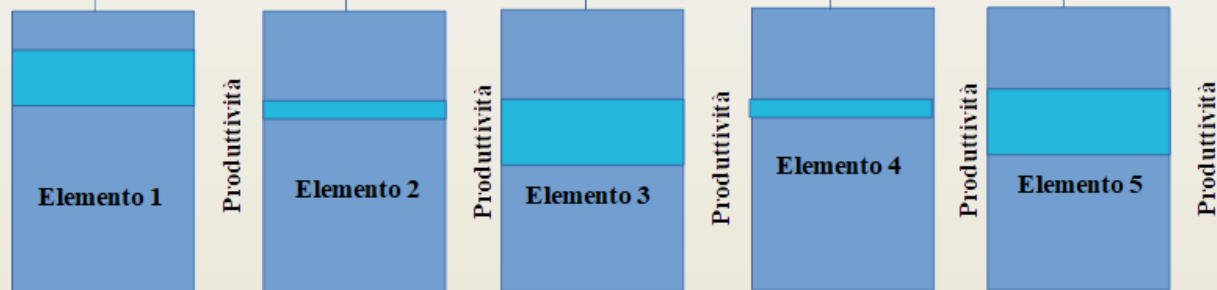 Elemento 1
Produttività
Elemento 2
Produttività
Elemento 3
Produttività
Elemento 4
Produttività
Elemento 5
Produttività